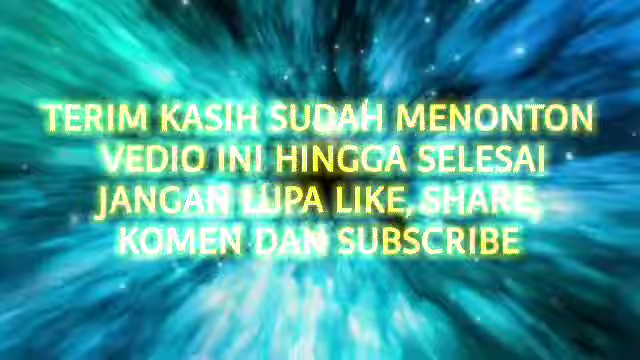 TERIM KASIH SUDAH MENONTON
VEDIO INI HINGGA SELESAI
JANGAN LUPA LIKE, SHARE,
KOMEN DAN SUBSCRIBE